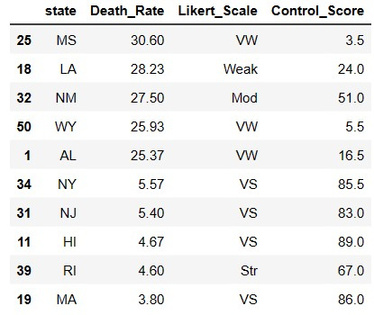 state Death_Rate Likert_Scale Control_Score
25 MS 30.60 VW 3.5
18 LA 28.23 Weak 24.0
32 NM 27.50 Mod 51.0
50 WY 25.93 VW 5.5
1 AL 25.37 VW 16.5
34 NY 5.57 VS 85.5
31 NJ 5.40 VS 83.0
11 HI 4.67 VS 89.0
39 RI 4.60 Str 67.0
19 MA 3.80 VS 86.0